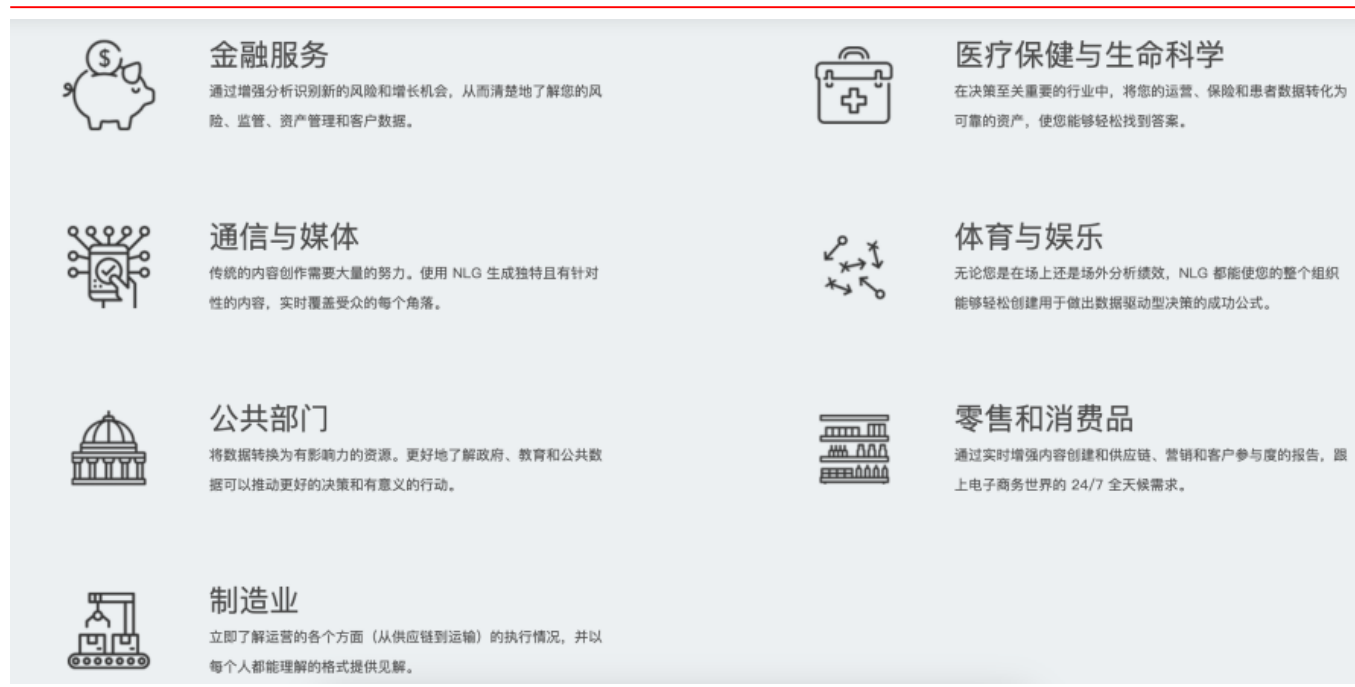 金融服务
通过增强分析识别新的风险和增长机会，从而清楚地了解您的风
险、监管、资产管理和客户数据。
医疗保健与生命科学
在决策至关重要的行业中，将您的运营、保险和患者数据转化为
可靠的资产，使您能够轻松找到答案。
通信与媒体
传统的内容创作需要大量的努力。使用 NLG 生成独特且有针对
性的内容，实时覆盖受众的每个角落。
体育与娱乐
无论您是在场上还是场外分析绩效，NLG 都能使您的整个组织
能够轻松创建用于做出数据驱动型决策的成功公式。
公共部门
将数据转换为有影响力的资源。更好地了解政府、教育和公共数
据可以推动更好的决策和有意义的行动。
零售和消费品
通过实时增强内容创建和供应链、营销和客户参与度的报告，跟
上电子商务世界的 24/7 全天候需求。
制造业
立即了解运营的各个方面（从供应链到运输）的执行情况，并以
每个人都能理解的格式提供见解。